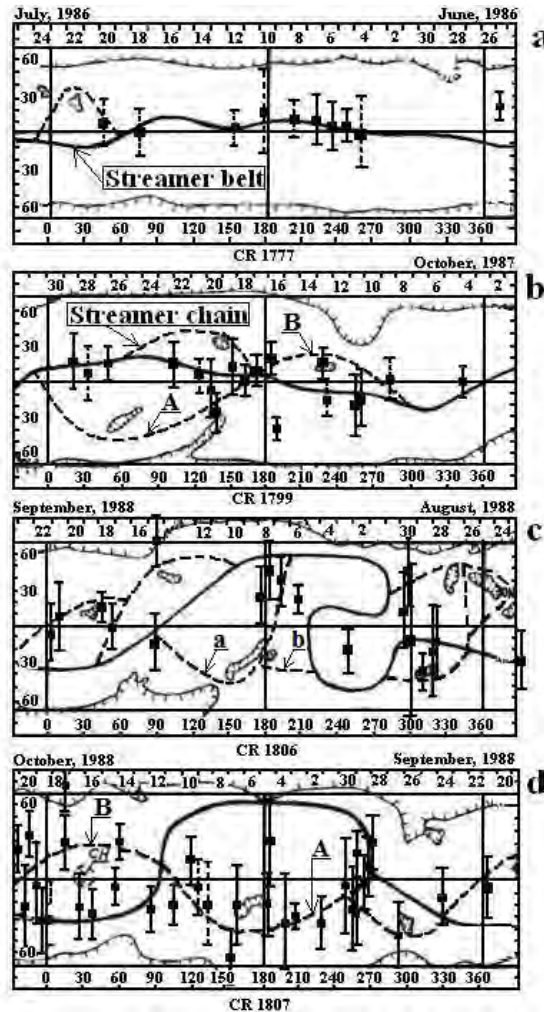 July, 1986 June, 1986
24 22 20 18 16 14 12 10 8 6 4 2 30 28 26
a
60
30
30
60
Streamer belt
0 30 60 90 120 150 180 210 240 270 300 330 360
CR 1777
October, 1987
30 28 26 24 22 20 18 16 14 12 10 8 6 4 2
b
60
30
30
60
Streamer chain
B
A
0 30 60 90 120 150 180 210 240 270 300 330 360
CR 1799
September, 1988 August, 1988
22 20 18 16 14 12 10 8 6 4 2 30 28 26 24
c
60
30
30
60
a
b
0 30 60 90 120 150 180 210 240 270 300 330 360
CR 1806
October, 1988 September, 1988
20 18 16 14 12 10 8 6 4 2 30 28 26 24 22 20
d
60
60
B
CH
A
0 30 60 90 120 150 180 210 240 270 300 330 360
CR 1807